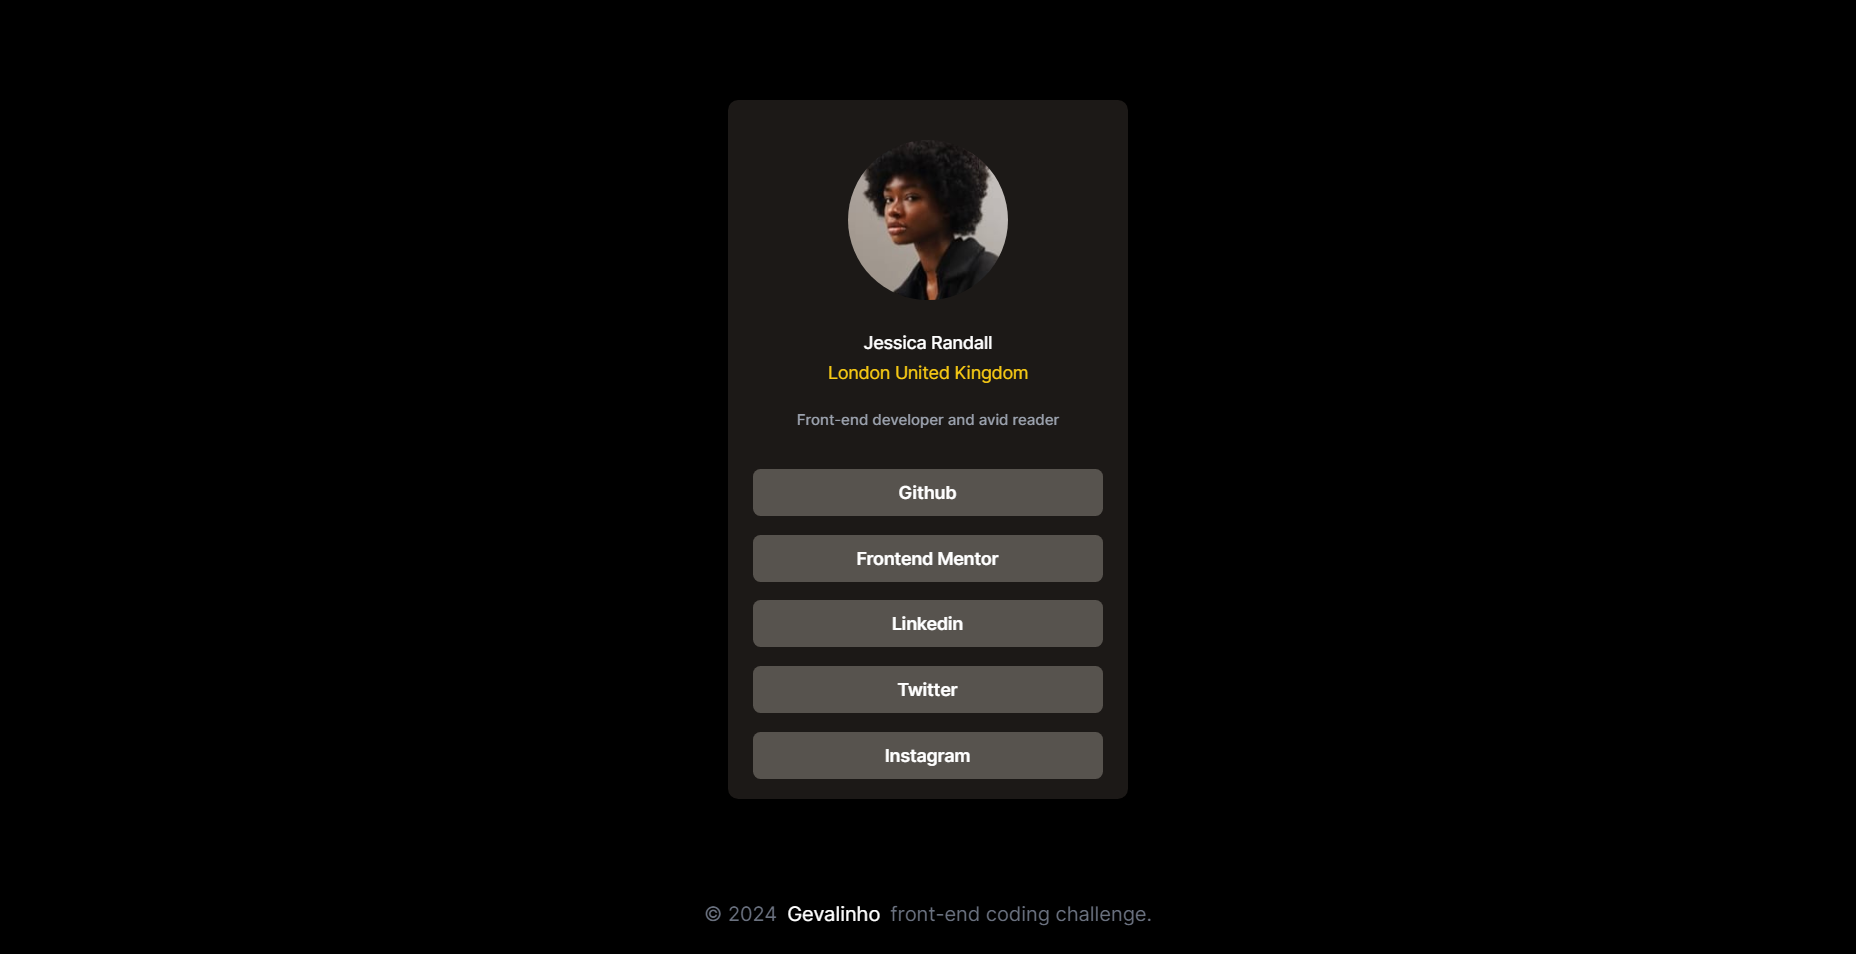 Jessica Randall
London United Kingdom
Front-end developer and avid reader
Github
Frontend Mentor
Linkedin
Twitter
Instagram
© 2024 Gevalinho front-end coding challenge.